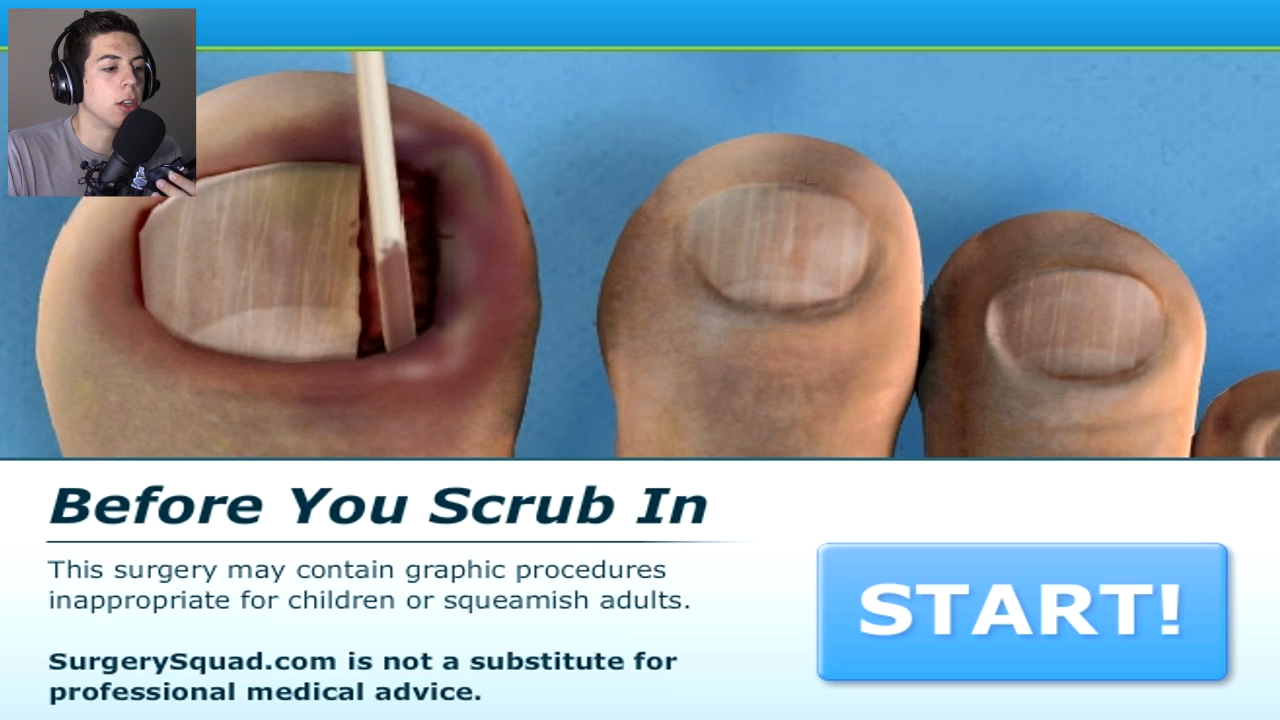 Before You Scrub In
This surgery may contain graphic procedures
inappropriate for children or squeamish adults.
SurgerySquad.com is not a substitute for
professional medical advice.
START!